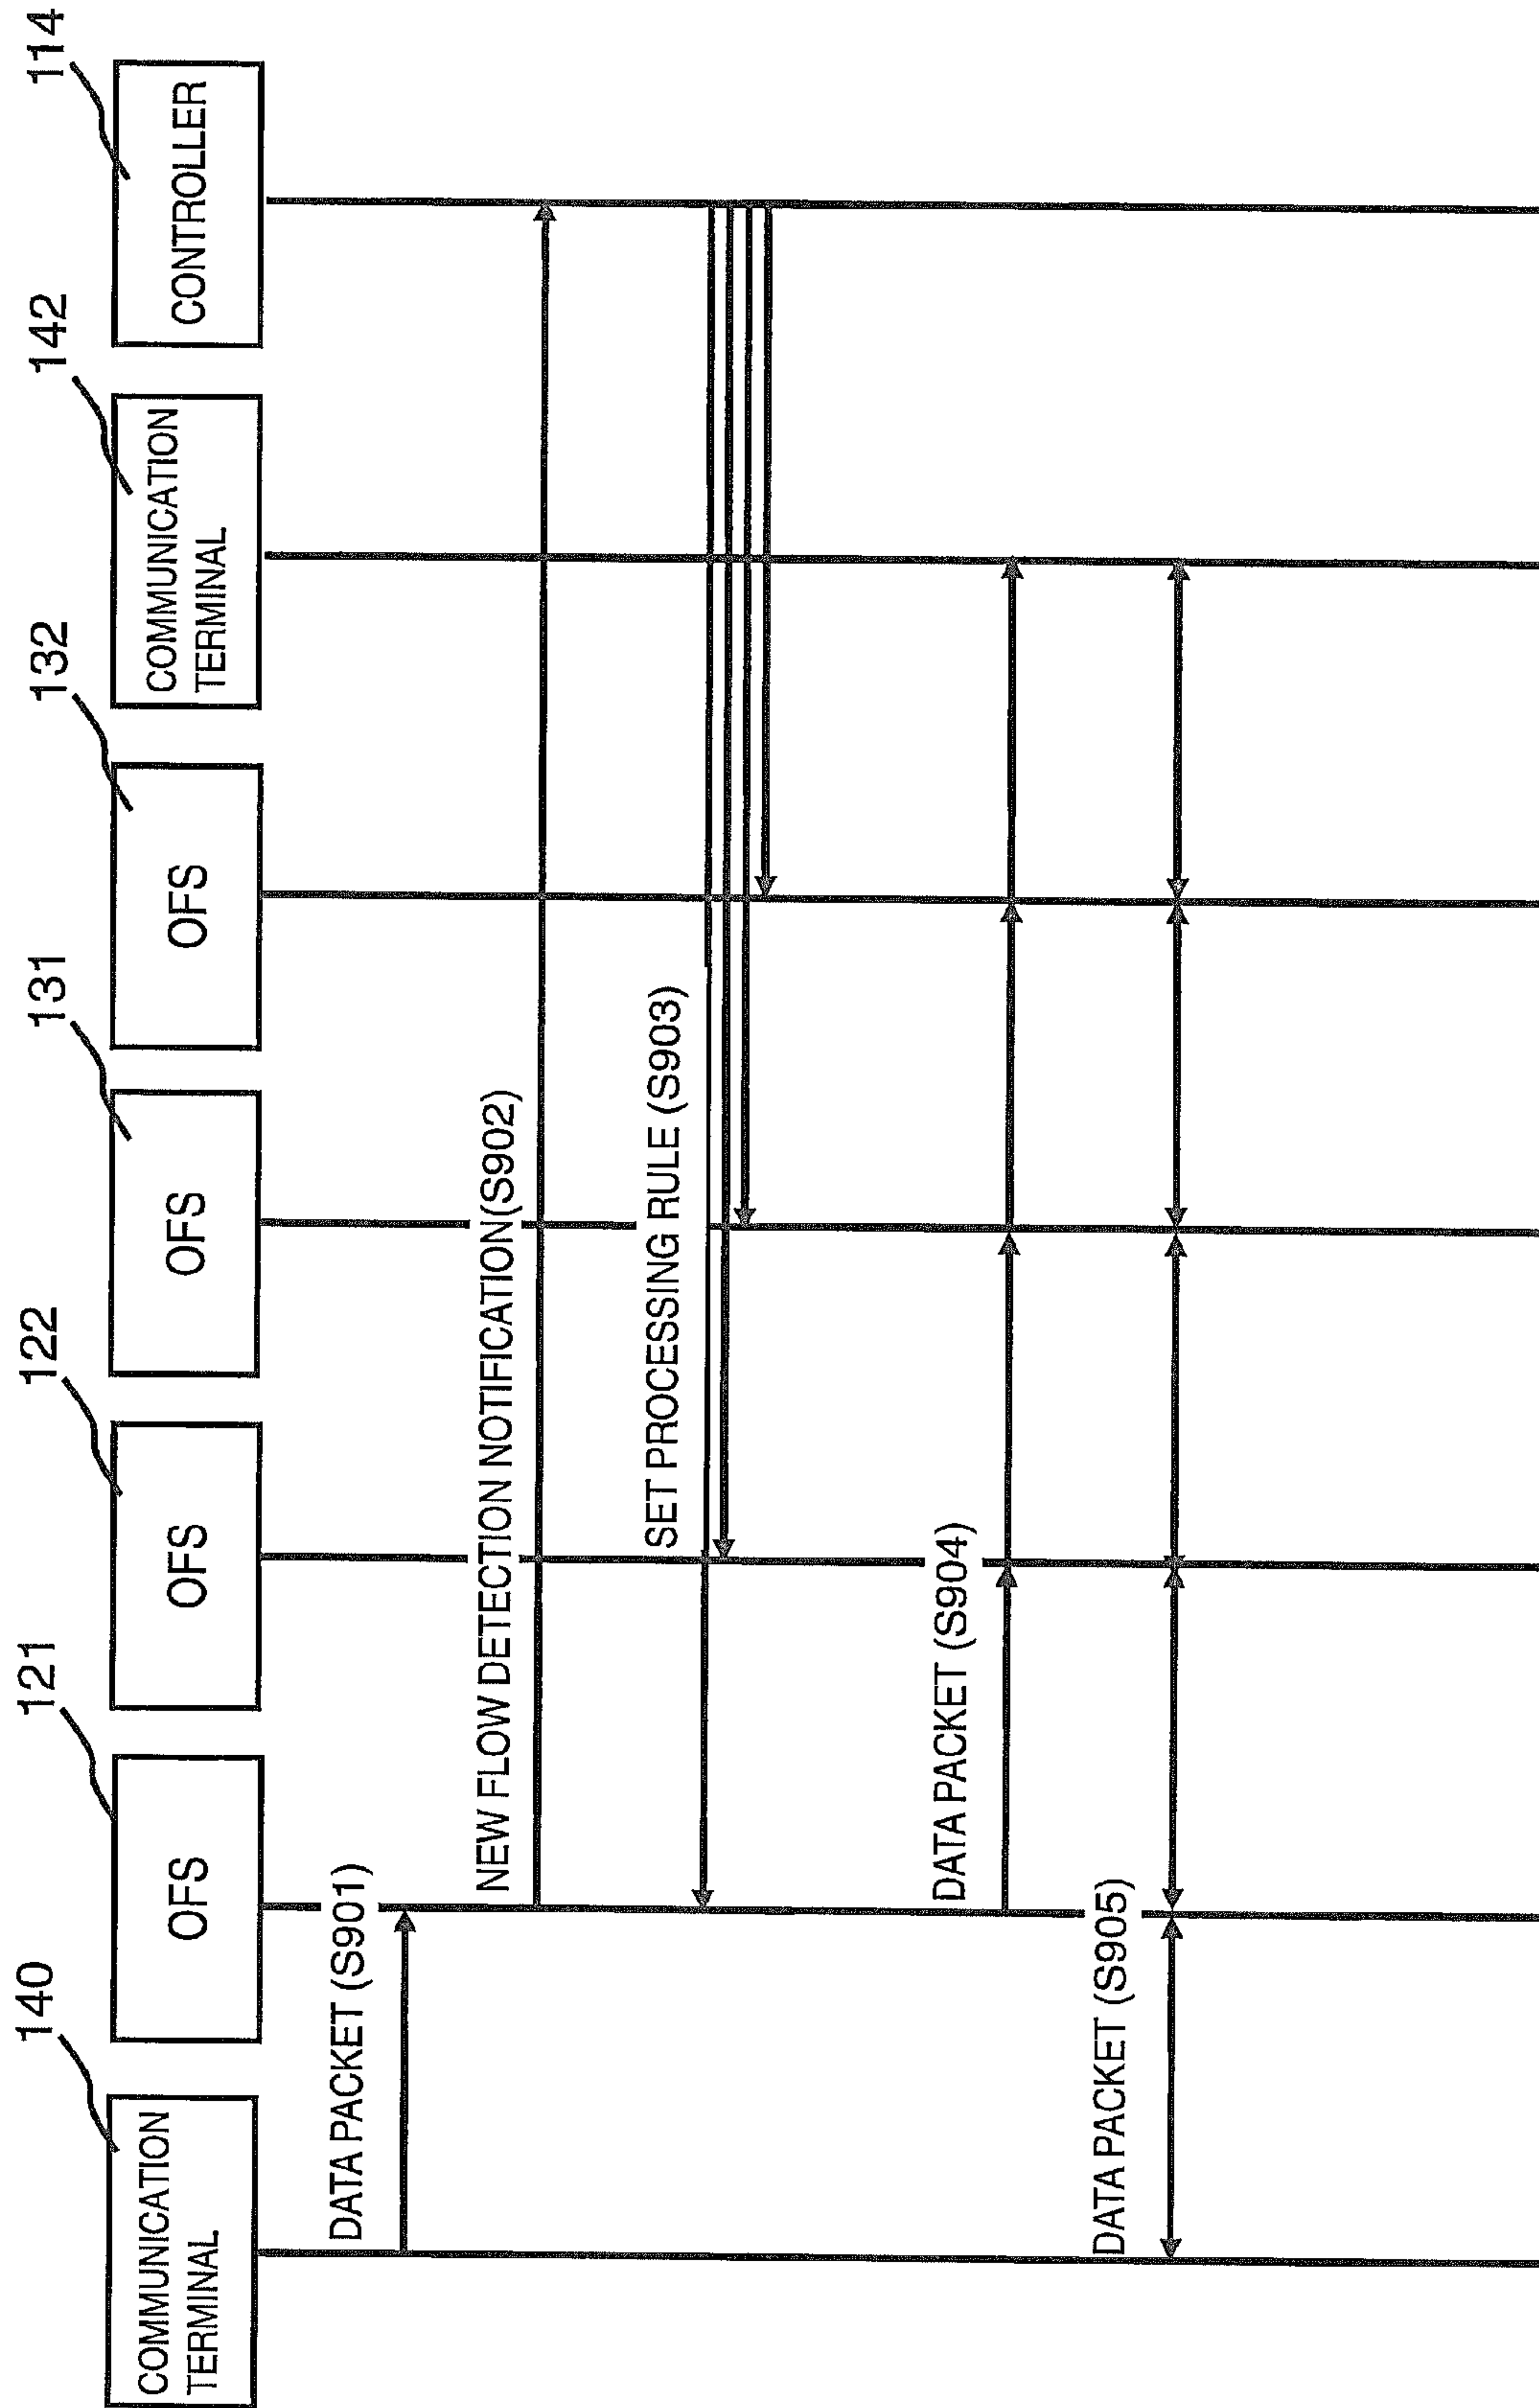 140
121
122
131
132
142
114
COMMUNICATION
TERMINAL
OFS
OFS
OFS
OFS
COMMUNICATION
TERMINAL
CONTROLLER
DATA PACKET (S901)
NEW FLOW DETECTION NOTIFICATION(S902)
SET PROCESSING RULE (S903)
DATA PACKET (S904)
DATA PACKET (S905)